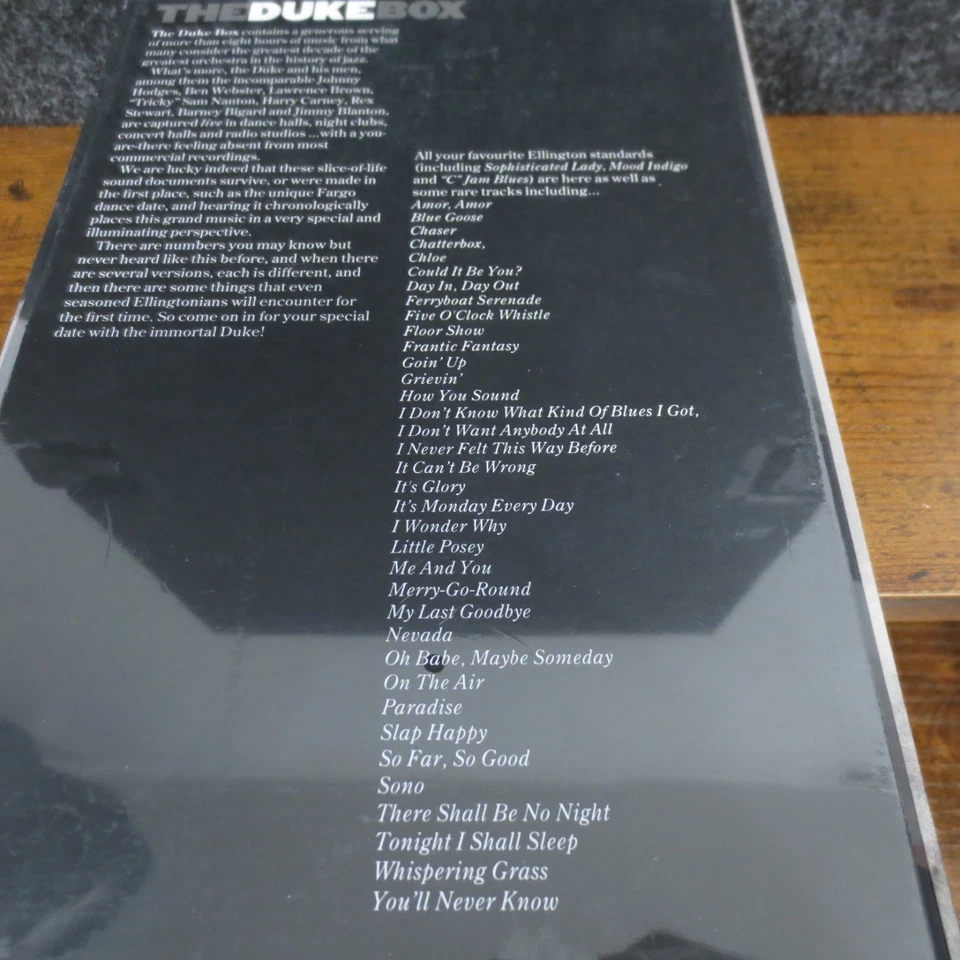 THEDUKEBOX
The Duke Box contains a generous serving
of more than eight hours of music from what
many consider the greatest decade of the
greatest orchestra in the history of jazz.
What's more, the Duke and his men,
among them the incomparable Johnny
Hodges, Ben Webster, Lawrence Brown,
"Tricky" Sam Nanton, Harry Carney, Rex
Stewart, Barney Bigard and Jimmy Blanton,
are captured live in dance halls, night clubs,
concert halls and radio studios ...with a you-
are-there feeling absent from most
commercial recordings.
We are lucky indeed that these slice-of-life
sound documents survive, or were made in
the first place, such as the unique Fargo
dance date, and hearing it chronologically
places this grand music in a very special and
illuminating perspective.
There are numbers you may know but
never heard like this before, and when there
are several versions, each is different, and
then there are some things that even
seasoned Ellingtonians will encounter for
the first time. So come on in for your special
date with the immortal Duke!
All your favourite Ellington standards
(including Sophisticated Lady, Mood Indigo
and "C" Jam Blues) are here as well as
some rare tracks including...
Amor, Amor
Blue Goose
Chaser
Chatterbox,
Chloe
Could It Be You?
Day In, Day Out
Ferryboat Serenade
Five O'Clock Whistle
Floor Show
Frantic Fantasy
Goin' Up
Grievin'
How You Sound
I Don't Know What Kind Of Blues I Got,
I Don't Want Anybody At All
I Never Felt This Way Before
It Can't Be Wrong
It's Glory
It's Monday Every Day
I Wonder Why
Little Posey
Me And You
Merry-Go-Round
My Last Goodbye
Nevada
Oh Babe, Maybe Someday
On The Air
Paradise
Slap Happy
So Far, So Good
Sono
There Shall Be No Night
Tonight I Shall Sleep
Whispering Grass
You'll Never Know